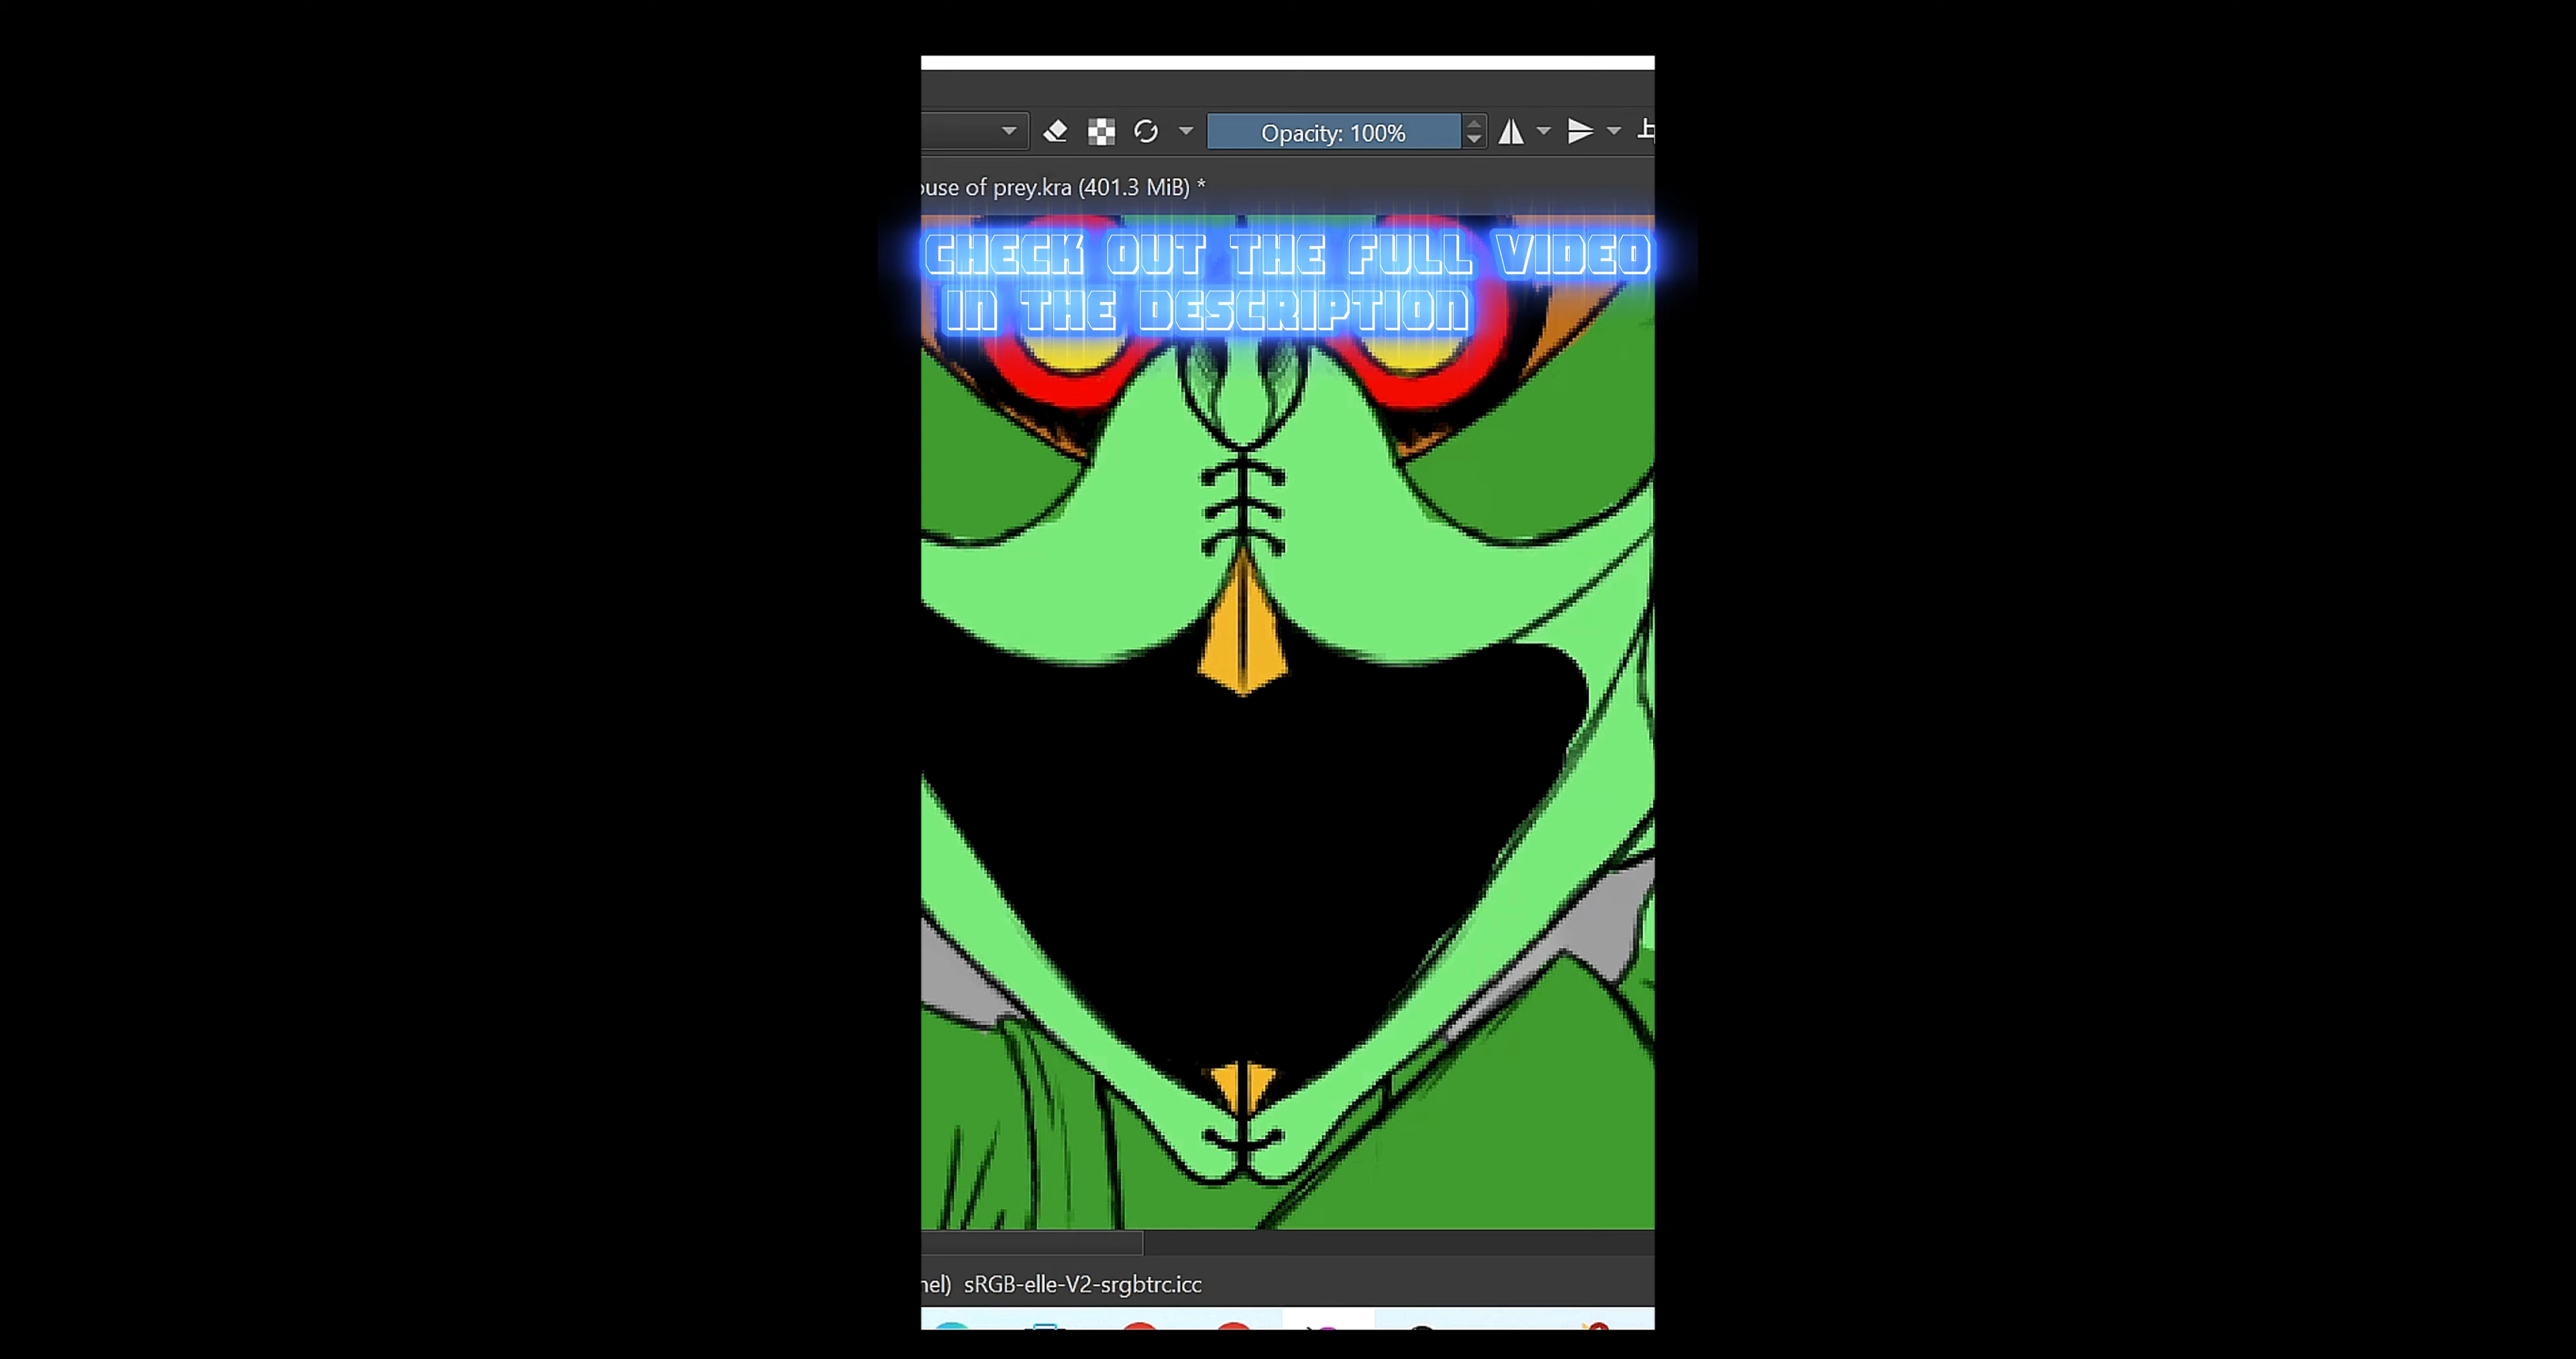 Opacity: 100%
ouse of prey.kra (401.3 MiB) *
CHECK OUT THE FULL VIDEO
IN THE DESCRIPTION
nel) sRGB-elle-V2-srgbtrc.icc